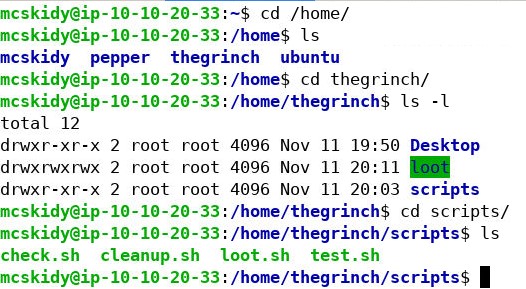 mcskidy@ip-10-10-20-33:~$ cd /home/
mcskidy@ip-10-10-20-33:/home$ ls
mcskidy  pepper  thegrinch  ubuntu
mcskidy@ip-10-10-20-33:/home$ cd thegrinch/
mcskidy@ip-10-10-20-33:/home/thegrinch$ ls -l
total 12
drwxr-xr-x 2 root root 4096 Nov 11 19:50 Desktop
drwxrwxrwx 2 root root 4096 Nov 11 20:11 loot
drwxr-xr-x 2 root root 4096 Nov 11 20:03 scripts
mcskidy@ip-10-10-20-33:/home/thegrinch$ cd scripts/
mcskidy@ip-10-10-20-33:/home/thegrinch/scripts$ ls
check.sh  cleanup.sh  loot.sh  test.sh
mcskidy@ip-10-10-20-33:/home/thegrinch/scripts$